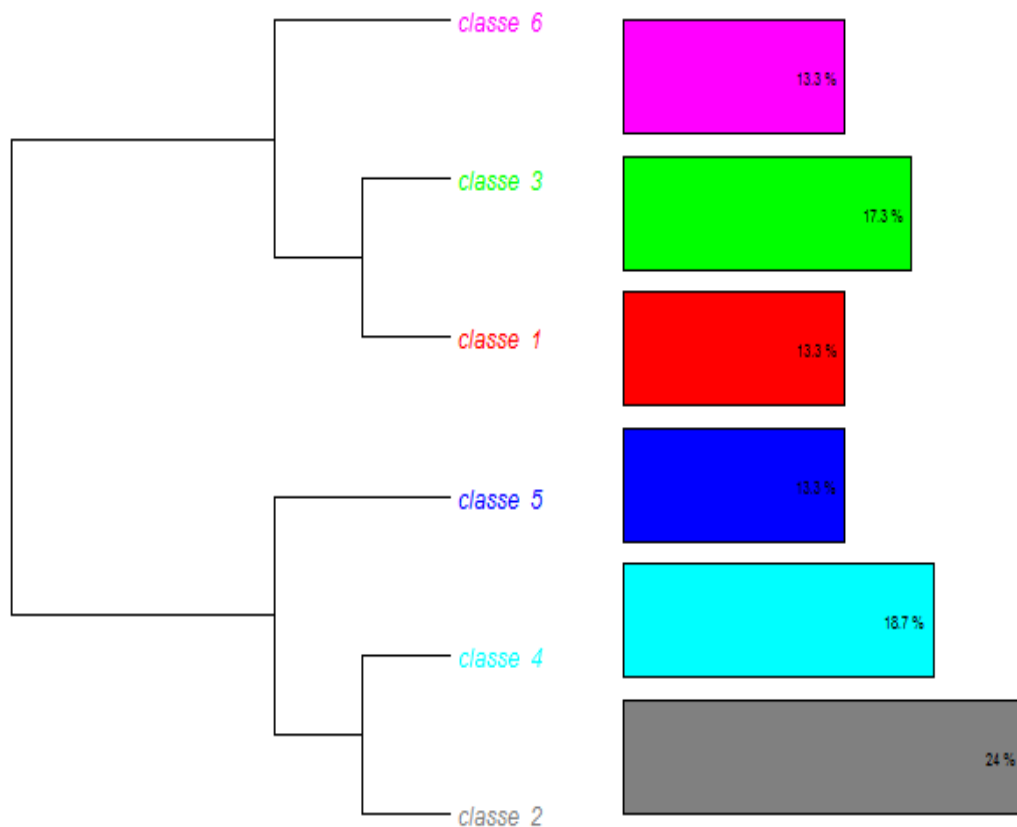 classe 6
13.3 %
classe 3
17.3 %
classe 1
13.3 %
classe 5
13.3 %
classe 4
18.7 %
classe 2
24 %